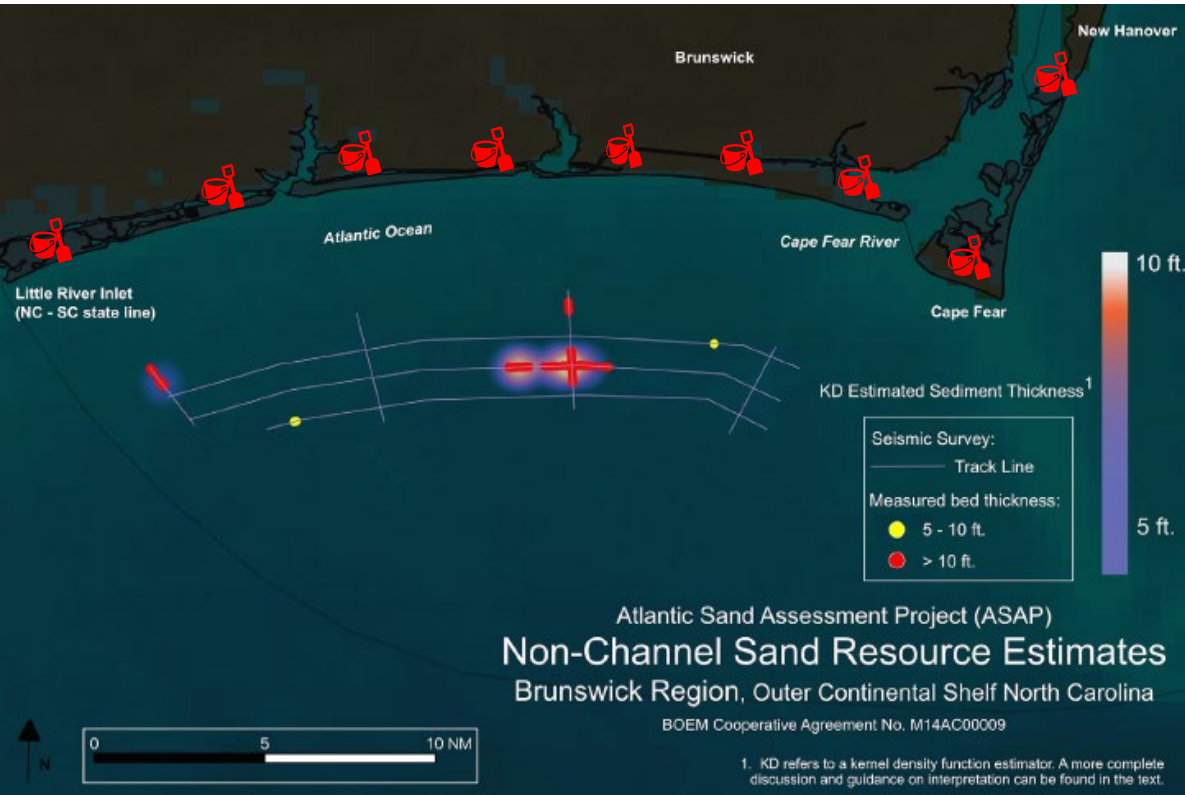 New Hanover
Brunswick
Atlantic Ocean
Cape Fear River
Little River Inlet
(NC - SC state line)
Cape Fear
10 ft.
KD Estimated Sediment Thickness1
Seismic Survey:
Track Line
Measured bed thickness:
5 - 10 ft.
> 10 ft.
5 ft.
Atlantic Sand Assessment Project (ASAP)
Non-Channel Sand Resource Estimates
Brunswick Region, Outer Continental Shelf North Carolina
BOEM Cooperative Agreement No. M14AC00009
N
0 5 10 NM
1. KD refers to a kernel density function estimator. A more complete
discussion and guidance on interpretation can be found in the text.